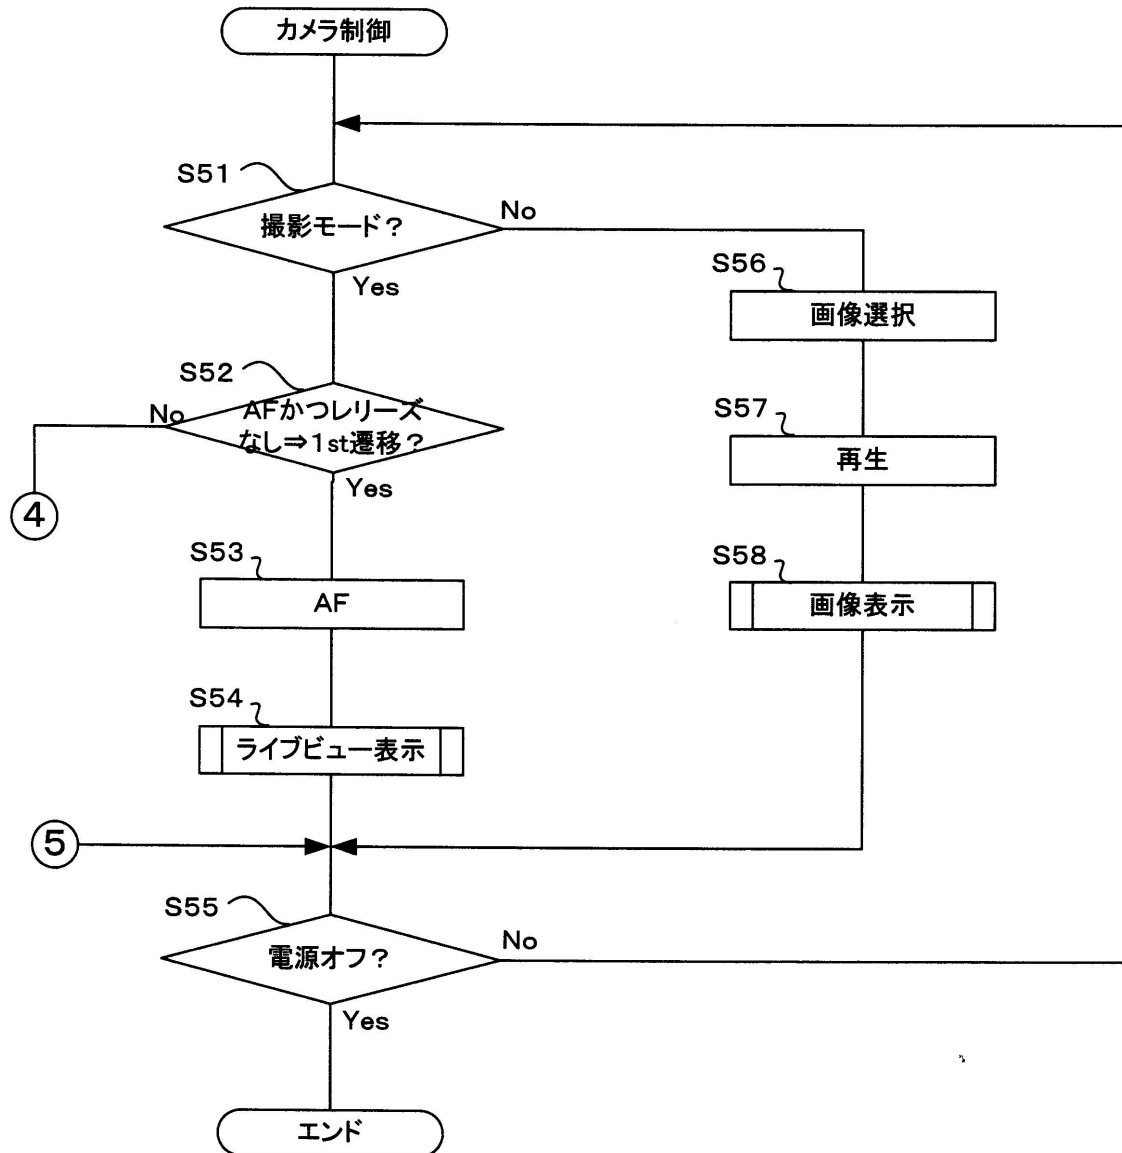 カメラ制御
S51
撮影モード?
No
Yes
S56
画像選択
S52
AFかつレリーズ
なし⇒1st遷移?
No
Yes
④
S57
再生
S53
AF
S58
画像表示
S54
ライブビュー表示
⑤
S55
電源オフ?
No
Yes
エンド